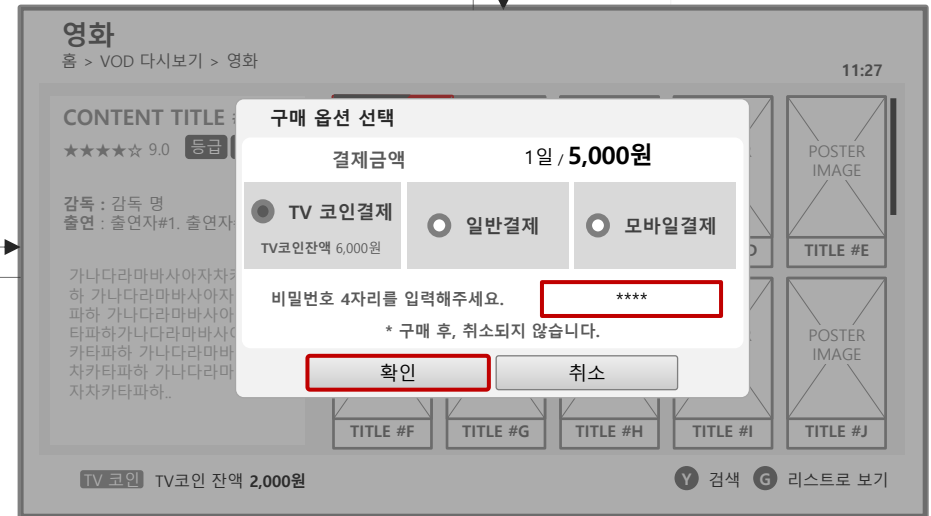 영화
홈 > VOD 다시보기 > 영화
11:27
CONTENT TITLE
★★★★☆ 9.0 등급
감독 : 감독 명
출연 : 출연자#1. 출연자
가나다라마바사아자차
하 가나다라마바사아자
파하 가나다라마바사아
타파하가나다라마바사
카타파하 가나다라마바
차카타파하 가나다라마
자차카타파하..
구매 옵션 선택
결제금액 1일 / 5,000원
TV 코인결제
TV코인잔액 6,000원
일반결제
모바일결제
비밀번호 4자리를 입력해주세요. ****
* 구매 후, 취소되지 않습니다.
확인 취소
POSTER
IMAGE
TITLE #E
POSTER
IMAGE
TITLE #F TITLE #G TITLE #H TITLE #I TITLE #J
TV 코인 TV코인 잔액 2,000원
Y 검색 G 리스트로 보기